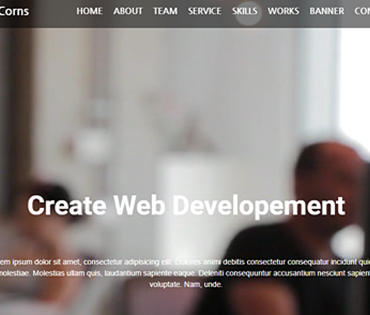 Corns HOME ABOUT TEAM SERVICE SKILLS WORKS BANNER CON
Create Web Developement
em ipsum dolor sit amet, consectetur adipisicing elit. Dolores animi debitis consectetur consequatur incidunt quid
molestiae. Molestias ullam quis, laudantium sapiente eaque. Deleniti consequuntur accusantium nesciunt sapiente
voluptate. Nam, unde.